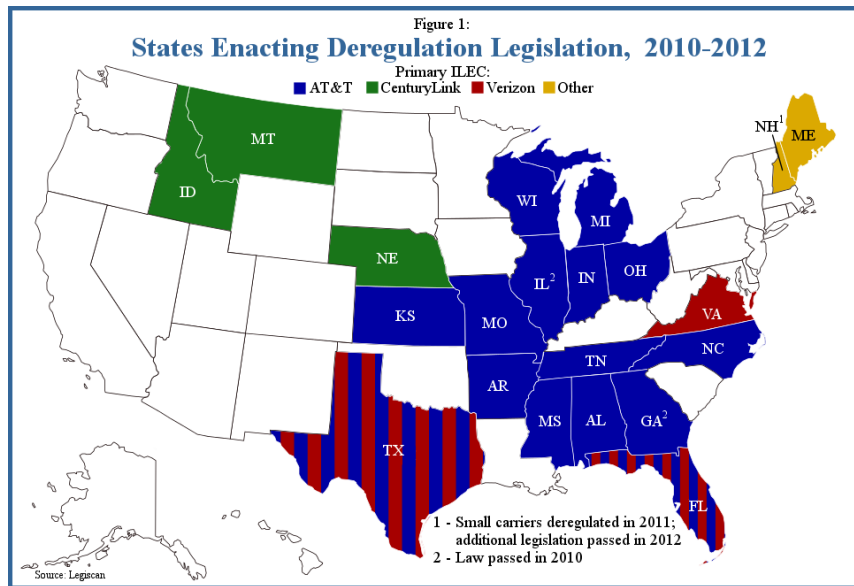 Figure 1:
States Enacting Deregulation Legislation, 2010-2012
Primary ILEC:
AT&T CenturyLink Verizon Other
NH1
ME
MT
ID
WI
MI
NE
IL2
IN
OH
KS
MO
VA
TN
NC
AR
MS
AL
GA2
TX
FL
1 - Small carriers deregulated in 2011;
additional legislation passed in 2012
2 - Law passed in 2010
Source: Legiscan